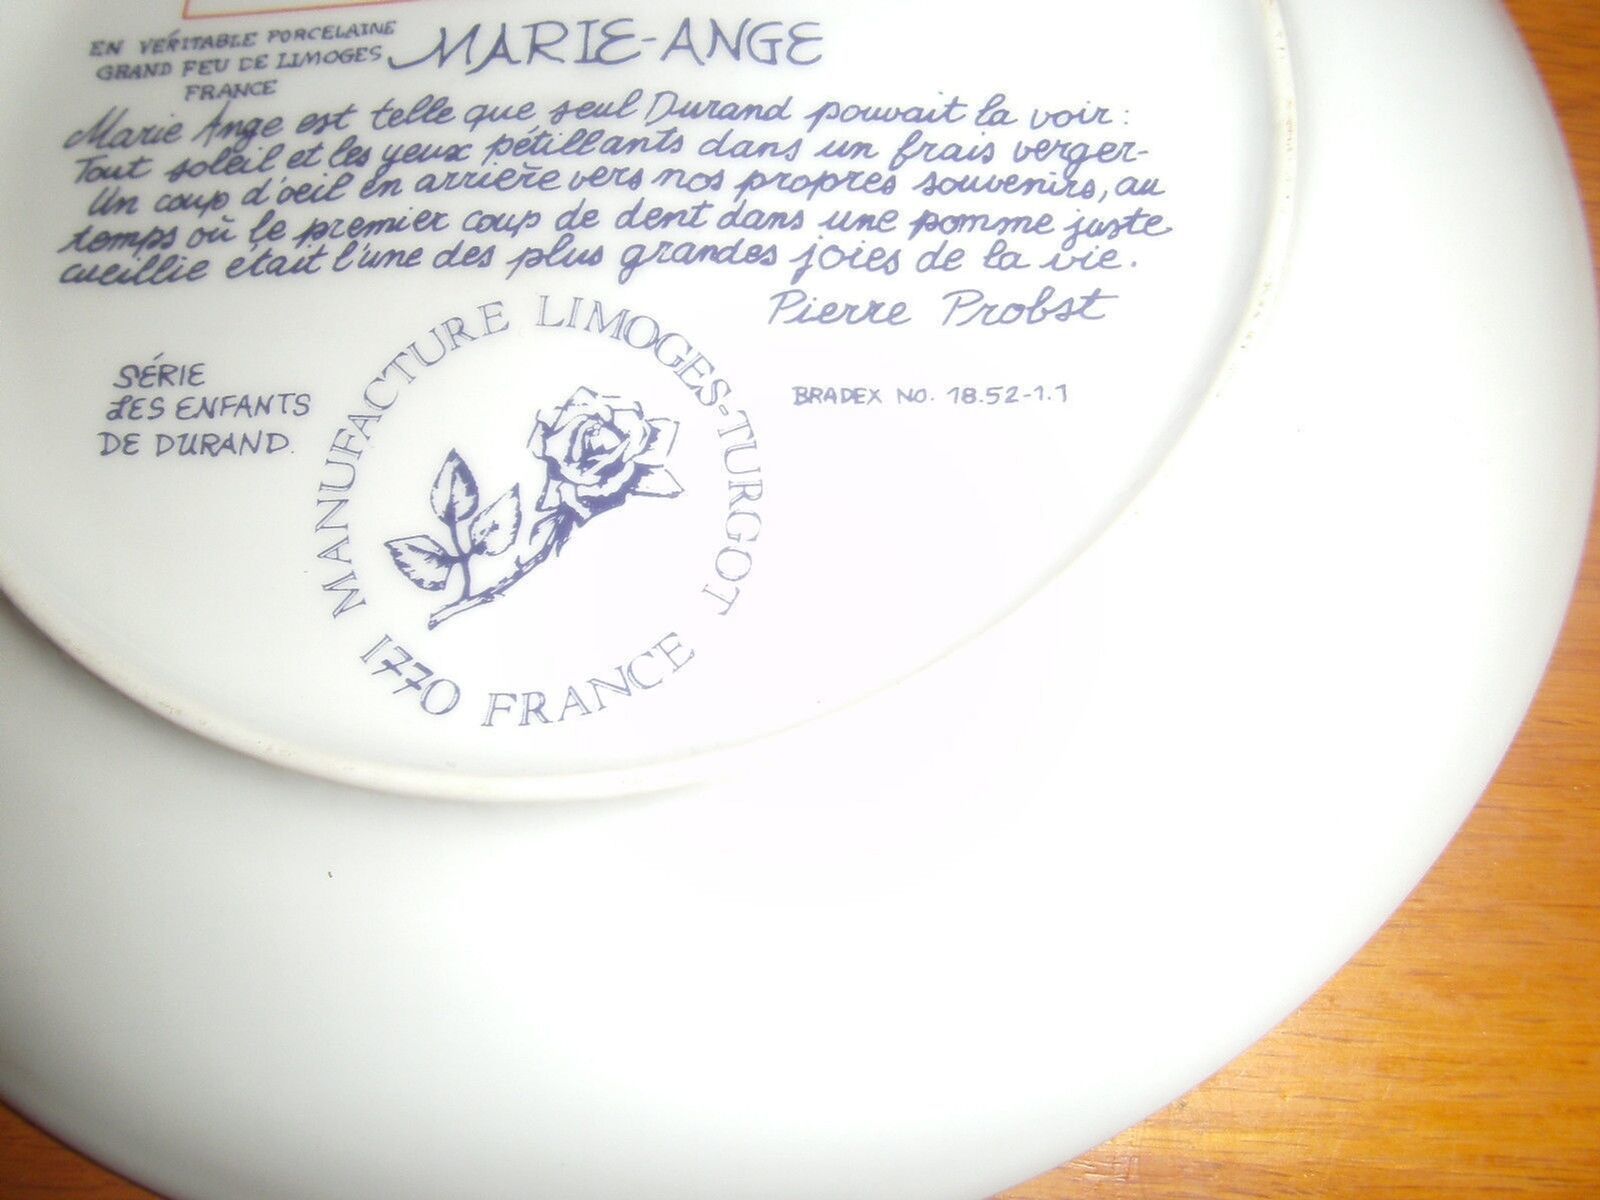 EN VÉRITABLE PORCELAINE
GRAND FEU DE LIMOGES
FRANCE
MARIE-ANGE
Marie Ange est telle que seul Durand pouvait la voir:
Tout soleil et les yeux pétillants dans un frais verger-
Un coup d'oeil en arrière vers nos propres souvenirs, au
temps où le premier coup de dent dans une pomme juste
cueillie était l'une des plus grandes joies de la vie.
Pierre Probst
SÉRIE
LES ENFANTS
DE DURAND.
BRADEX NO. 18.52-1.1
MANUFACTURE LIMOGES-TURGOT
1770 FRANCE